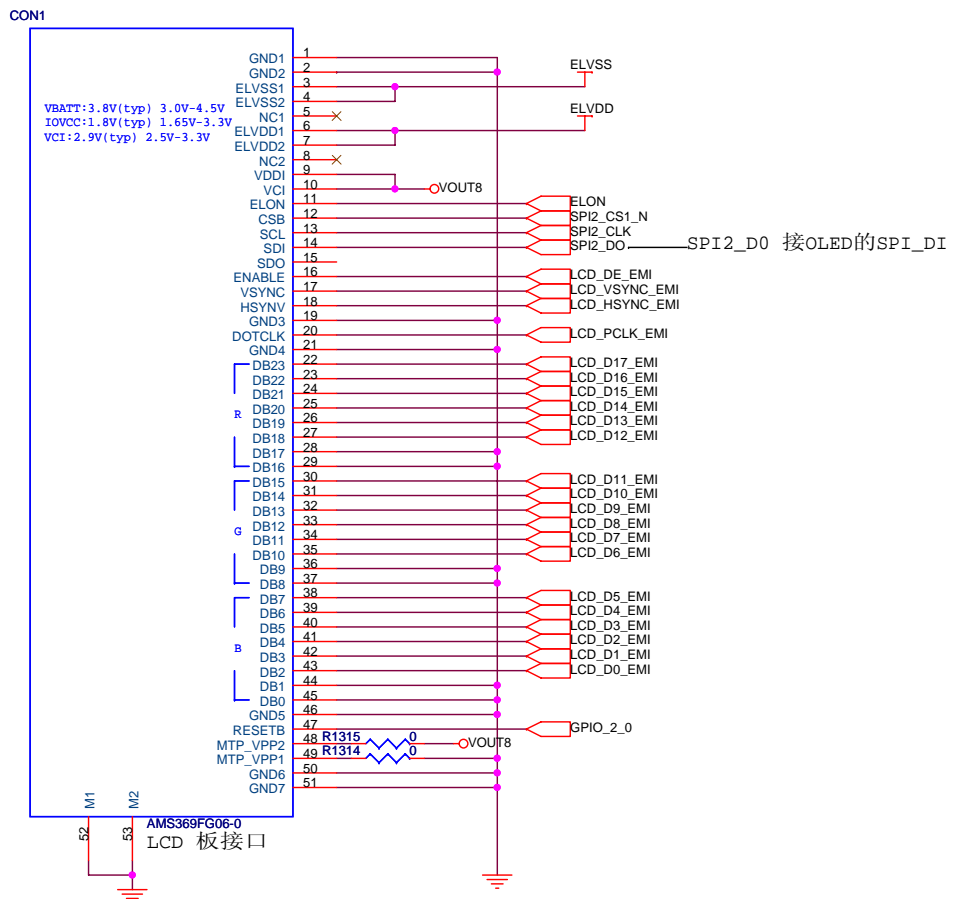 CON1
VBATT:3.8V(typ) 3.0V-4.5V
IOVCC:1.8V(typ) 1.65V-3.3V
VCI:2.9V(typ) 2.5V-3.3V
GND1 1
GND2 2
ELVSS1 3 ELVSS
ELVSS2 4
NC1 5
ELVDD1 6 ELVDD
ELVDD2 7
NC2 8
VDDI 9
VCI 10 VOUT8
ELON 11 ELON
CSB 12 SPI2_CS1_N
SCL 13 SPI2_CLK
SDI 14 SPI2_DO SPI2_D0 接OLED的SPI_DI
SDO 15
ENABLE 16 LCD_DE_EMI
VSYNC 17 LCD_VSYNC_EMI
HSYNV 18 LCD_HSYNC_EMI
GND3 19
DOTCLK 20 LCD_PCLK_EMI
GND4 21
DB23 22 LCD_D17_EMI
DB22 23 LCD_D16_EMI
DB21 24 LCD_D15_EMI
R DB20 25 LCD_D14_EMI
DB19 26 LCD_D13_EMI
DB18 27 LCD_D12_EMI
DB17 28
DB16 29
DB15 30 LCD_D11_EMI
DB14 31 LCD_D10_EMI
DB13 32 LCD_D9_EMI
G DB12 33 LCD_D8_EMI
DB11 34 LCD_D7_EMI
DB10 35 LCD_D6_EMI
DB9 36
DB8 37
DB7 38 LCD_D5_EMI
DB6 39 LCD_D4_EMI
DB5 40 LCD_D3_EMI
B DB4 41 LCD_D2_EMI
DB3 42 LCD_D1_EMI
DB2 43 LCD_D0_EMI
DB1 44
DB0 45
GND5 46
RESETB 47 GPIO_2_0
MTP_VPP2 48 R1315 0 VOUT8
MTP_VPP1 49 R1314 0
GND6 50
GND7 51
M1 M2
52 53
AMS369FG06-0
LCD 板接口